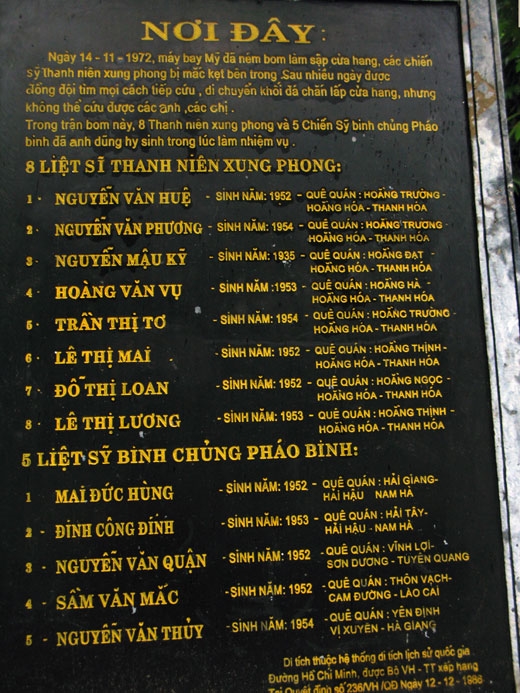 NƠI ĐÂY :
Ngày 14 - 11 - 1972, máy bay Mỹ đã ném bom làm sập cửa hang, các chiến
sỹ Thanh niên xung phong bị mắc kẹt bên trong. Sau nhiều ngày được
đồng đội tìm mọi cách tiếp cứu , di chuyển khối đá chắn lấp cửa hang, nhưng
không thể cứu được các anh ,các chị .
Trong trận bom này, 8 Thanh niên xung phong và 5 Chiến Sỹ binh chủng Pháo
binh đã anh dũng hy sinh trong lúc làm nhiệm vụ .
8 LIỆT SĨ THANH NIÊN XUNG PHONG:
1 - NGUYỄN VĂN HUỆ - SINH NĂM: 1952 - QUÊ QUÁN : HOẰNG TRƯỜNG -
HOẰNG HÓA - THANH HÓA
2 - NGUYỄN VĂN PHƯƠNG - SINH NĂM: 1954 - QUÊ QUÁN : HOẰNG TRƯỜNG
HOẰNG HÓA - THANH HÓA
3 - NGUYỄN MẬU KỸ - SINH NĂM: 1935 - QUÊ QUÁN : HOẰNG ĐẠT -
HOẰNG HÓA - THANH HÓA
4 - HOÀNG VĂN VỤ - SINH NĂM: 1953 - QUÊ QUÁN : HOẰNG HÀ -
HOẰNG HÓA - THANH HÓA
5 - TRẦN THỊ TƠ - SINH NĂM: 1954 - QUÊ QUÁN : HOẰNG TRƯỜNG -
HOẰNG HÓA - THANH HÓA
6 - LÊ THỊ MAI - SINH NĂM: 1952 - QUÊ QUÁN : HOẰNG THỊNH -
HOẰNG HÓA - THANH HÓA
7 - ĐỖ THỊ LOAN - SINH NĂM: 1952 - QUÊ QUÁN : HOẰNG NGỌC -
HOẰNG HÓA - THANH HÓA
8 - LÊ THỊ LƯƠNG - SINH NĂM: 1953 - QUÊ QUÁN : HOẰNG THỊNH -
HOẰNG HÓA - THANH HÓA
5 LIỆT SỸ BINH CHỦNG PHÁO BINH:
1 MAI ĐỨC HÙNG - SINH NĂM: 1952 - QUÊ QUÁN : HẢI GIANG-
HẢI HẬU NAM HÀ
2 - ĐINH CÔNG ĐÍNH - SINH NĂM: 1953 - QUÊ QUÁN : HẢI TÂY-
HẢI HẬU - NAM HÀ
3 - NGUYỄN VĂN QUẬN - SINH NĂM: 1952 - QUÊ QUÁN : VĨNH LỢI-
SƠN DƯƠNG - TUYÊN QUANG
4 - SẦM VĂN MẮC - SINH NĂM: 1952 - QUÊ QUÁN : THÔN VẠCH-
CAM ĐƯỜNG - LÀO CAI
5 - NGUYỄN VĂN THỦY - SINH NĂM: 1954 - QUÊ QUÁN : YÊN ĐỊNH
VỊ XUYÊN - HÀ GIANG
Di tích thuộc hệ thống di tích lịch sử quốc gia
Đường Hồ Chí Minh, được Bộ VH - TT xếp hạng
Tại Quyết định số 236/VH /QĐ Ngày 12 - 12 - 1986